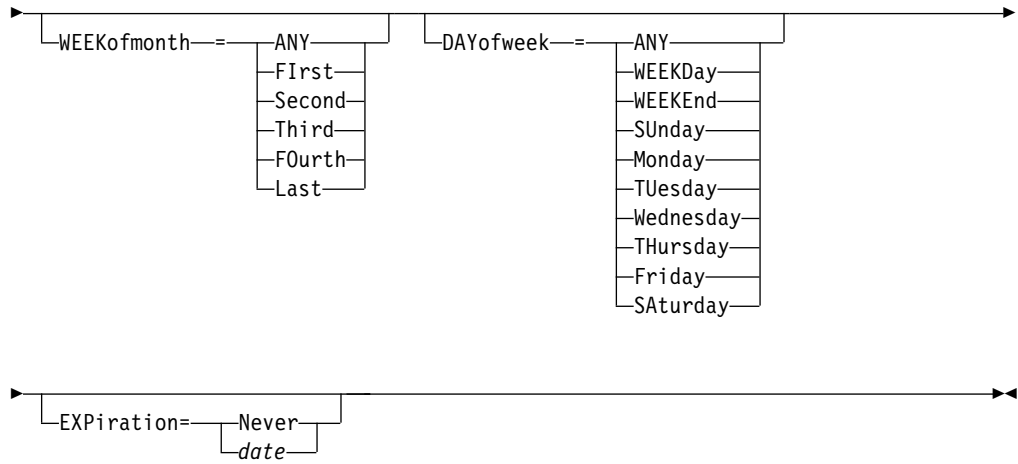 WEEKofmonth = ANY
FIrst
Second
Third
FOurth
Last
DAYofweek = ANY
WEEKDay
WEEKEnd
SUnday
Monday
TUesday
Wednesday
THursday
Friday
SAturday
EXPiration= Never
date